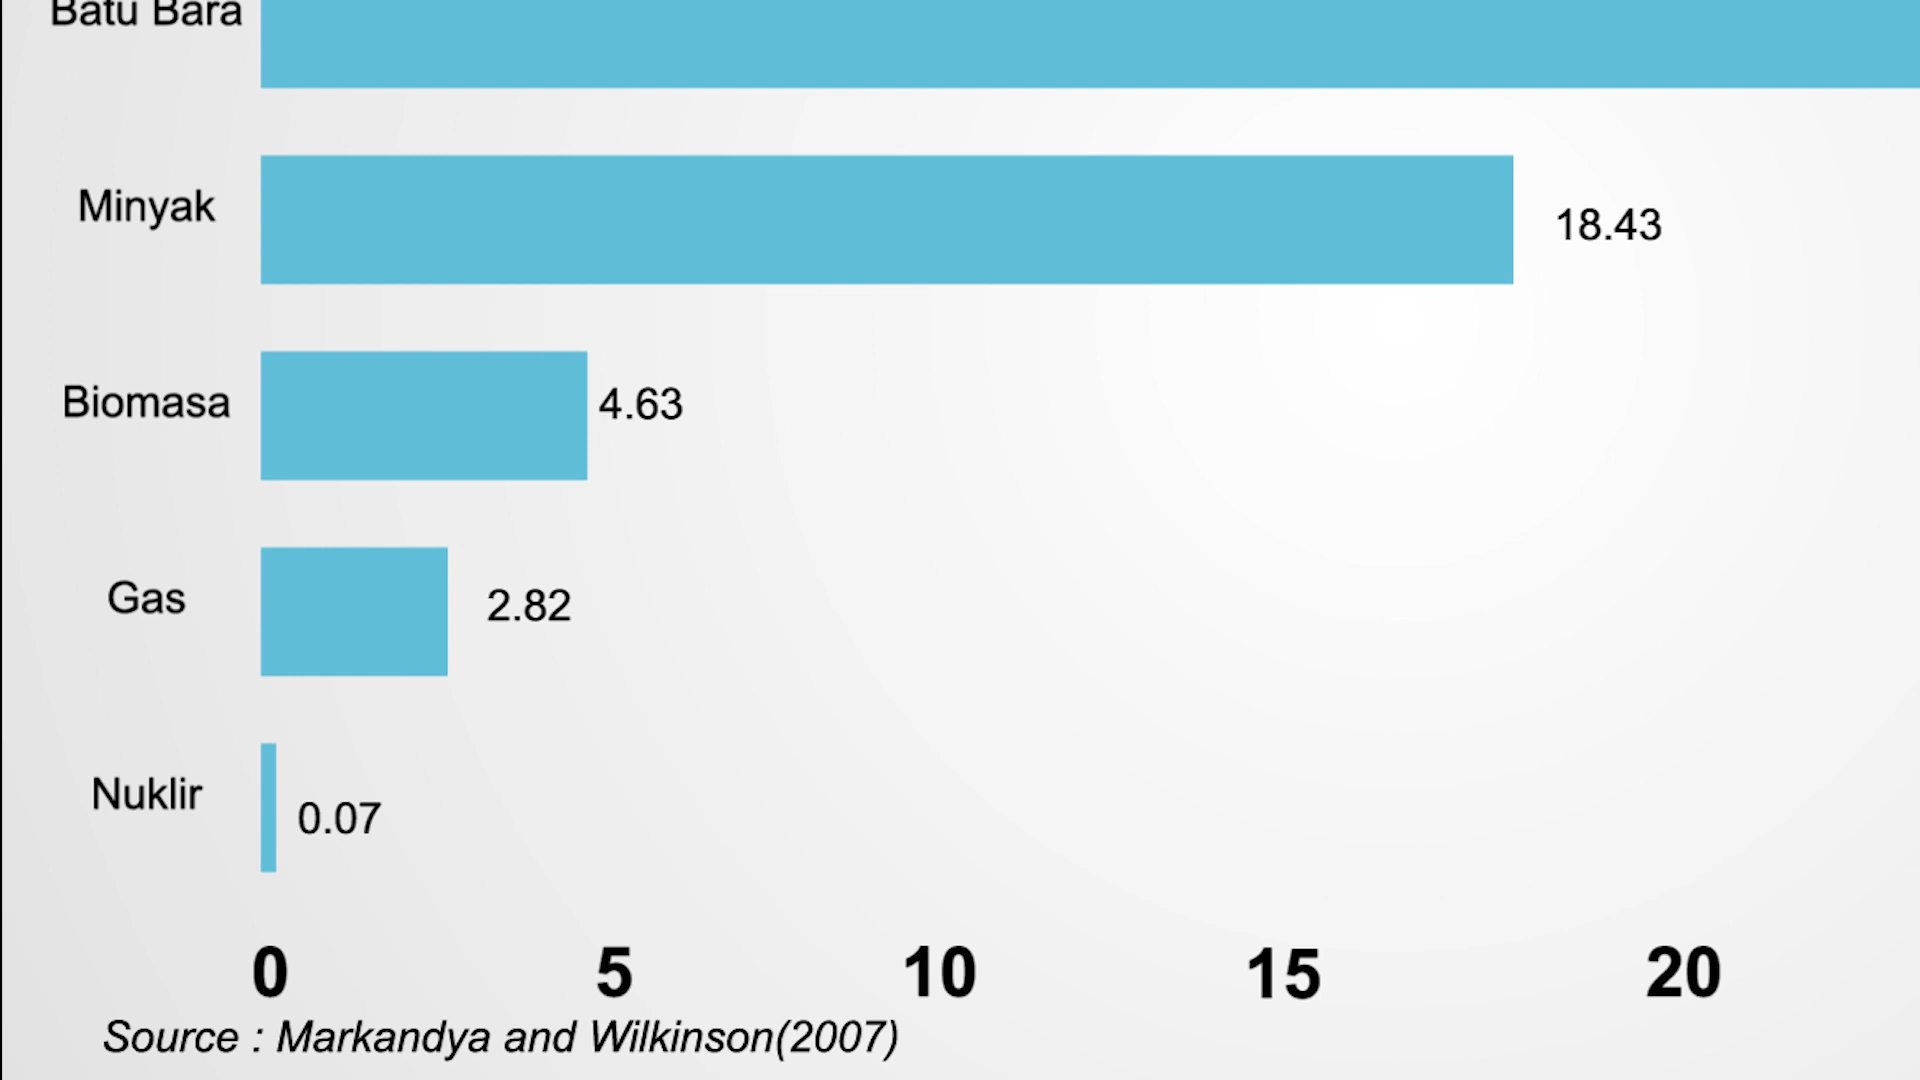 Batu Bara
Minyak
18.43
Biomasa
4.63
Gas
2.82
Nuklir
0.07
0 5 10 15 20
Source : Markandya and Wilkinson(2007)